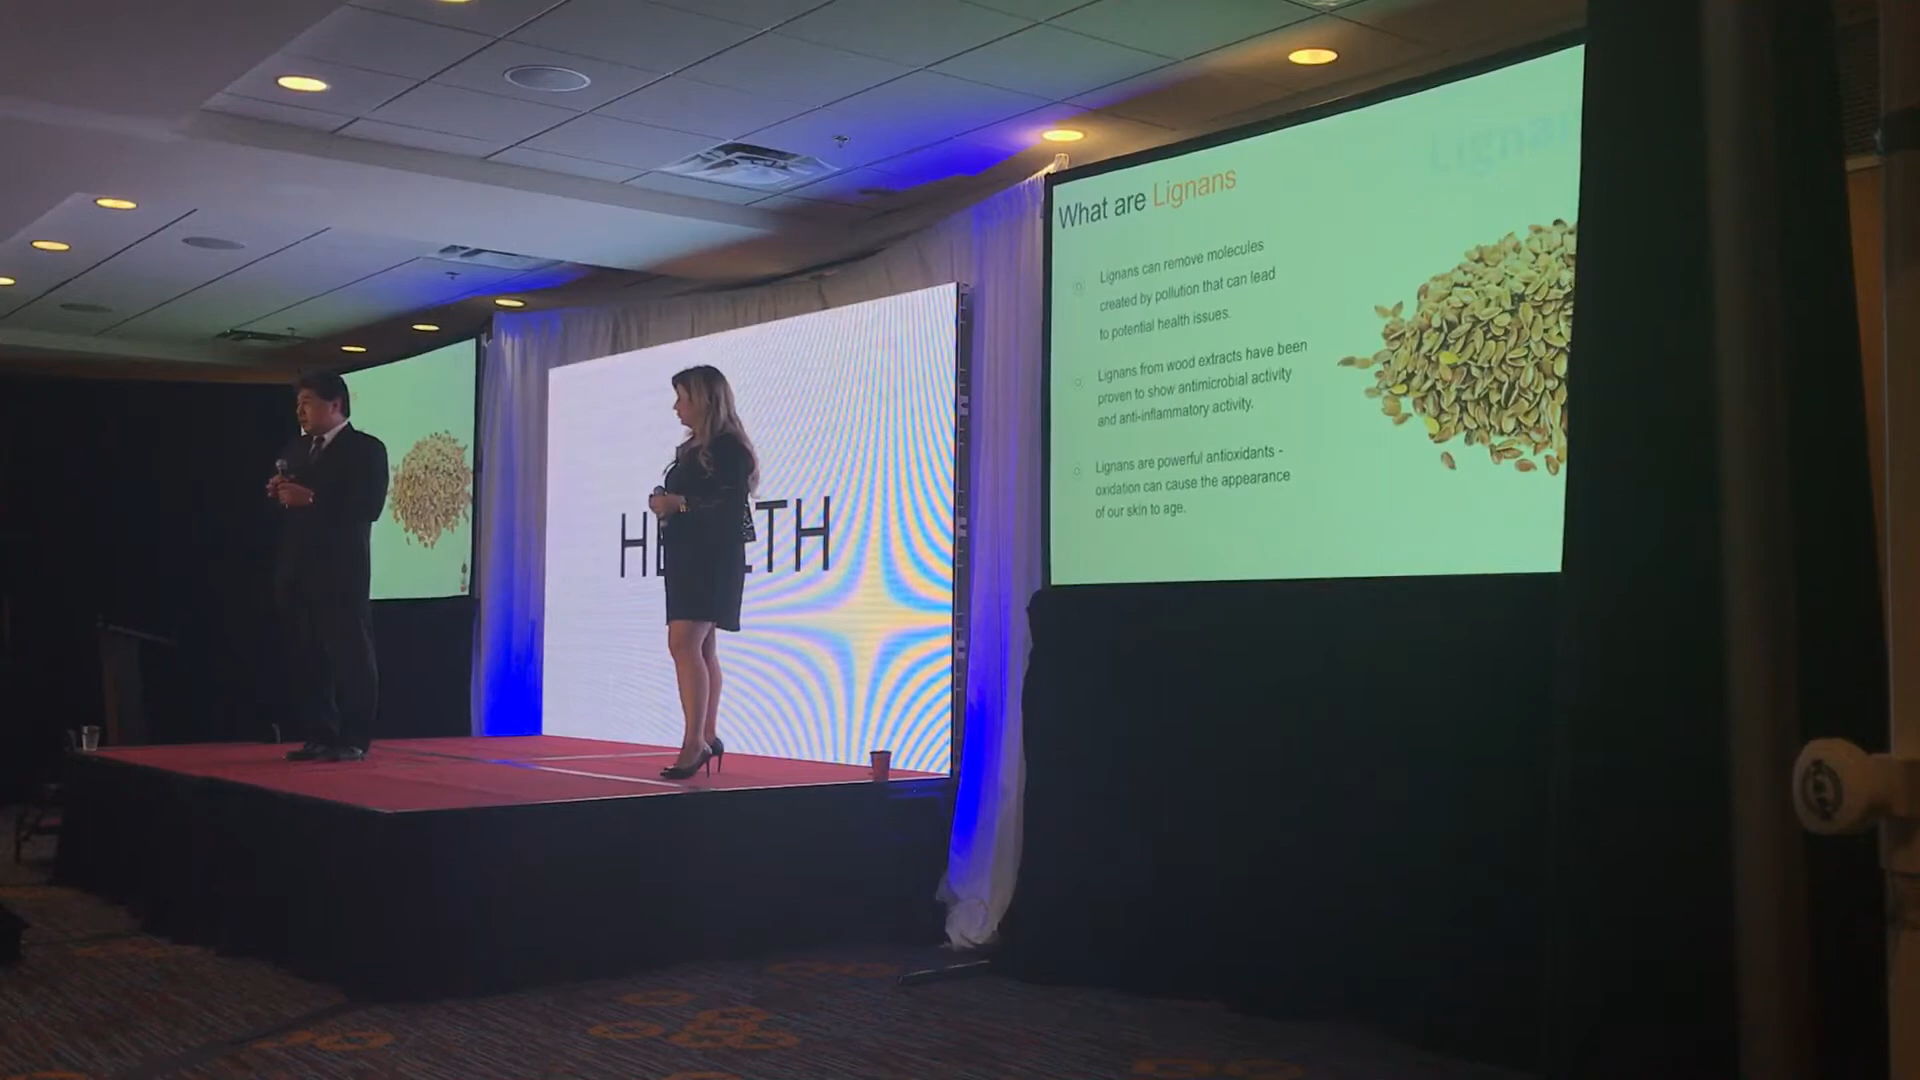 What are Lignans
Lignans can remove molecules
created by pollution that can lead
to potential health issues.
Lignans from wood extracts have been
proven to show antimicrobial activity
and anti-inflammatory activity.
Lignans are powerful antioxidants -
oxidation can cause the appearance
of our skin to age.
Lignan